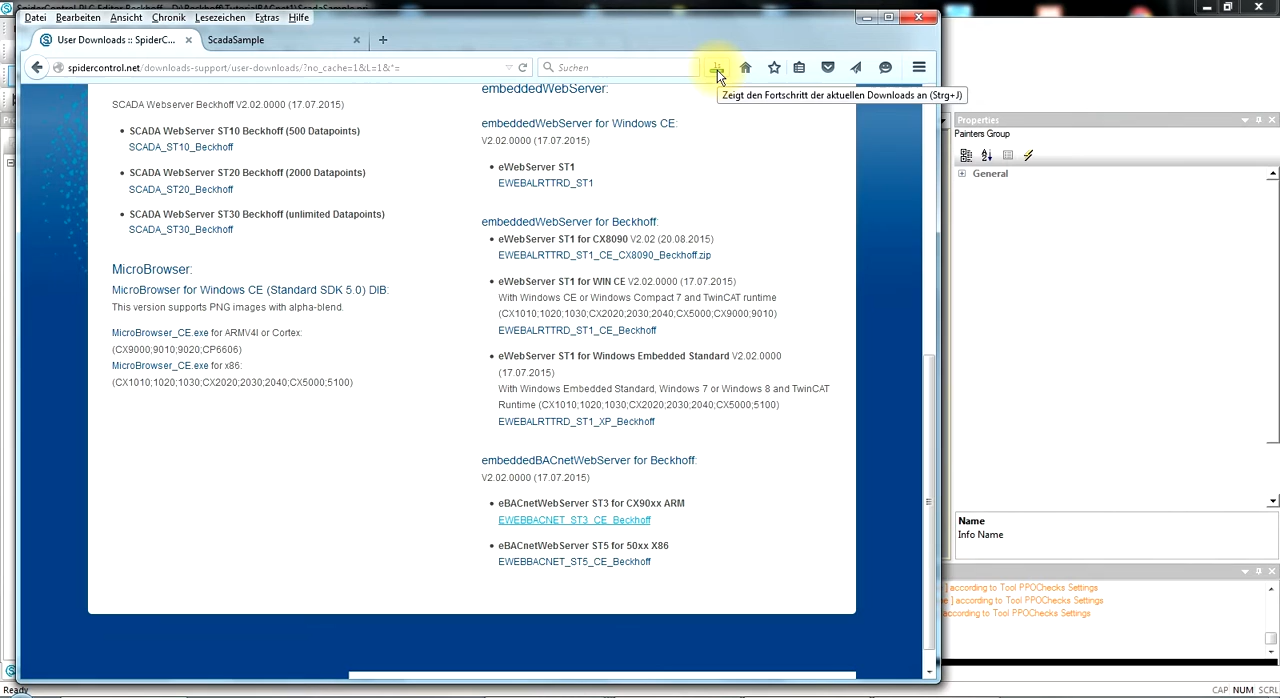 Datei Bearbeiten Ansicht Chronik Lesezeichen Extras Hilfe
User Downloads :: SpiderC...
ScadaSample
spidercontrol.net/downloads-support/user-downloads/?no_cache=1&L=1&*=
Suchen
Zeigt den Fortschritt der aktuellen Downloads an (Strg+J)
SCADA Webserver Beckhoff V2.02.0000 (17.07.2015)
• SCADA WebServer ST10 Beckhoff (500 Datapoints)
SCADA_ST10_Beckhoff
• SCADA WebServer ST20 Beckhoff (2000 Datapoints)
SCADA_ST20_Beckhoff
• SCADA WebServer ST30 Beckhoff (unlimited Datapoints)
SCADA_ST30_Beckhoff
MicroBrowser:
MicroBrowser for Windows CE (Standard SDK 5.0) DIB:
This version supports PNG images with alpha-blend.
MicroBrowser_CE.exe for ARMV4I or Cortex:
(CX9000;9010;9020;CP6606)
MicroBrowser_CE.exe for x86:
(CX1010;1020;1030;CX2020;2030;2040;CX5000;5100)
embeddedWebServer:
embeddedWebServer for Windows CE:
V2.02.0000 (17.07.2015)
• eWebServer ST1
EWEBALRTTRD_ST1
embeddedWebServer for Beckhoff:
• eWebServer ST1 for CX8090 V2.02 (20.08.2015)
EWEBALRTTRD_ST1_CE_CX8090_Beckhoff.zip
• eWebServer ST1 for WIN CE V2.02.0000 (17.07.2015)
With Windows CE or Windows Compact 7 and TwinCAT runtime
(CX1010;1020;1030;CX2020;2030;2040;CX5000;CX9000;9010)
EWEBALRTTRD_ST1_CE_Beckhoff
• eWebServer ST1 for Windows Embedded Standard V2.02.0000
(17.07.2015)
With Windows Embedded Standard, Windows 7 or Windows 8 and TwinCAT
Runtime (CX1010;1020;1030;CX2020;2030;2040;CX5000;5100)
EWEBALRTTRD_ST1_XP_Beckhoff
embeddedBACnetWebServer for Beckhoff:
V2.02.0000 (17.07.2015)
• eBACnetWebServer ST3 for CX90xx ARM
EWEBBACNET_ST3_CE_Beckhoff
• eBACnetWebServer ST5 for 50xx X86
EWEBBACNET_ST5_CE_Beckhoff
Properties
Painters Group
General
Name
Info Name
] according to Tool PPOChecks Settings
] according to Tool PPOChecks Settings
according to Tool PPOChecks Settings
Ready
CAP NUM SCRL